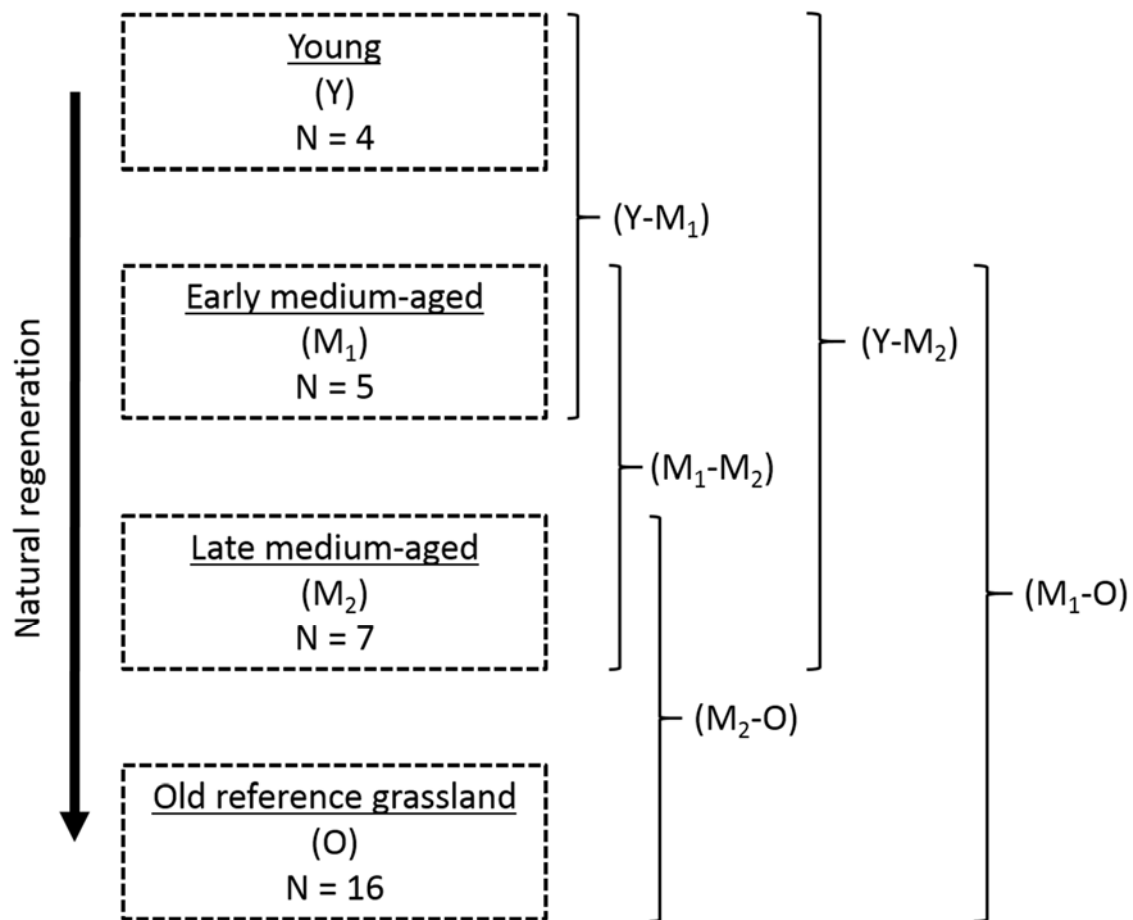 Young
(Y)
N = 4
(Y-M₁)
Early medium-aged
(M₁)
N = 5
(Y-M₂)
(M₁-M₂)
Natural regeneration
Late medium-aged
(M₂)
N = 7
(M₁-O)
(M₂-O)
Old reference grassland
(O)
N = 16